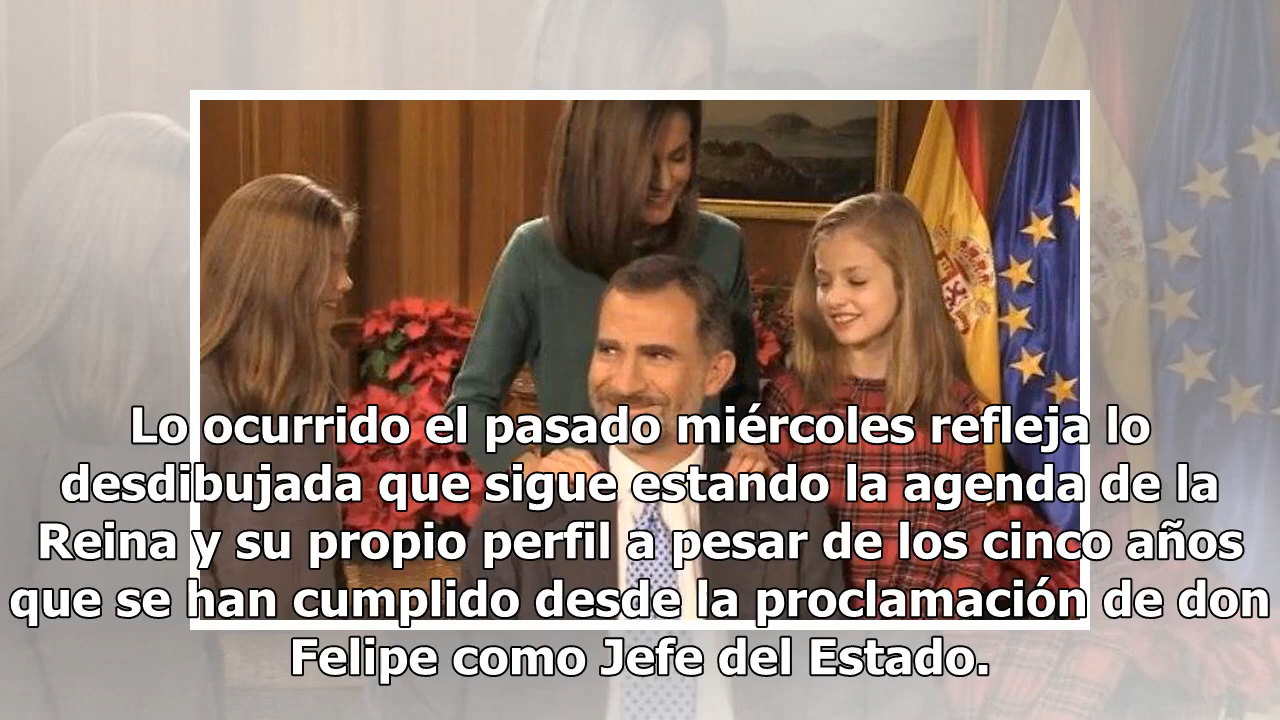 Lo ocurrido el pasado miércoles refleja lo
desdibujada que sigue estando la agenda de la
Reina y su propio perfil a pesar de los cinco años
que se han cumplido desde la proclamación de don
Felipe como Jefe del Estado.